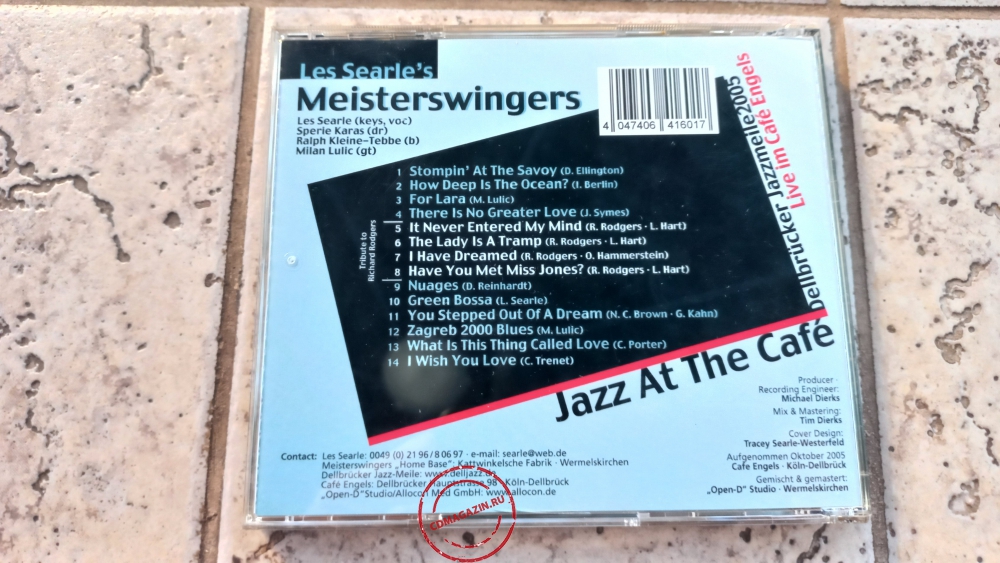 Les Searle's
Meisterswingers
Les Searle (keys, voc)
Sperie Karas (dr)
Ralph Kleine-Tebbe (b)
Milan Lulic (gt)
4 047406 416017
Dellbrücker Jazzmeile 2005
Live im Café Engels
1 Stompin' At The Savoy (D. Ellington)
2 How Deep Is The Ocean? (I. Berlin)
3 For Lara (M. Lulic)
4 There Is No Greater Love (J. Symes)
Tribute to
Richard Rodgers
5 It Never Entered My Mind (R. Rodgers · L. Hart)
6 The Lady Is A Tramp (R. Rodgers · L. Hart)
7 I Have Dreamed (R. Rodgers · O. Hammerstein)
8 Have You Met Miss Jones? (R. Rodgers · L. Hart)
9 Nuages (D. Reinhardt)
10 Green Bossa (L. Searle)
11 You Stepped Out Of A Dream (N. C. Brown · G. Kahn)
12 Zagreb 2000 Blues (M. Lulic)
13 What Is This Thing Called Love (C. Porter)
14 I Wish You Love (C. Trenet)
Jazz At The Café
Producer ·
Recording Engineer:
Michael Dierks
Mix & Mastering:
Tim Dierks
Cover Design:
Tracey Searle-Westerfeld
Aufgenommen Oktober 2005
Cafe Engels · Köln-Dellbrück
Gemischt & gemastert:
„Open-D" Studio · Wermelskirchen
Contact: Les Searle: 0049 (0) 21 96 / 8 06 97 · e-mail: searle@web.de
Meisterswingers „Home Base": Kattwinkelsche Fabrik · Wermelskirchen
Dellbrücker Jazz-Meile: www.delljazz.de
Café Engels: Dellbrücker Hauptstrasse 98 · Köln-Dellbrück
„Open-D" Studio/Allocon Med GmbH: www.allocon.de
CDMAGAZIN.RU